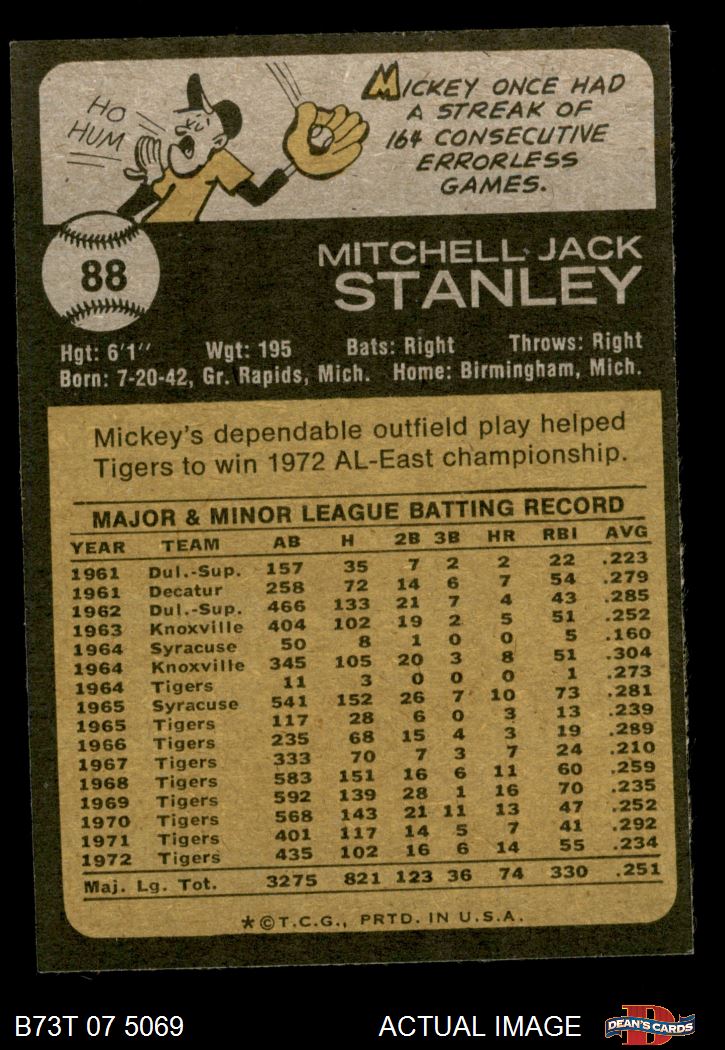 HO
HUM
MICKEY ONCE HAD
A STREAK OF
164 CONSECUTIVE
ERRORLESS
GAMES.
88
MITCHELL JACK
STANLEY
Hgt: 6'1" Wgt: 195 Bats: Right Throws: Right
Born: 7-20-42, Gr. Rapids, Mich. Home: Birmingham, Mich.
Mickey's dependable outfield play helped
Tigers to win 1972 AL-East championship.
MAJOR & MINOR LEAGUE BATTING RECORD
YEAR TEAM AB H 2B 3B HR RBI AVG
1961 Dul.-Sup. 157 35 7 2 2 22 .223
1961 Decatur 258 72 14 6 7 54 .279
1962 Dul.-Sup. 466 133 21 7 4 43 .285
1963 Knoxville 404 102 19 2 5 51 .252
1964 Syracuse 50 8 1 0 0 5 .160
1964 Knoxville 345 105 20 3 8 51 .304
1964 Tigers 11 3 0 0 0 1 .273
1965 Syracuse 541 152 26 7 10 73 .281
1965 Tigers 117 28 6 0 3 13 .239
1966 Tigers 235 68 15 4 3 19 .289
1967 Tigers 333 70 7 3 7 24 .210
1968 Tigers 583 151 16 6 11 60 .259
1969 Tigers 592 139 28 1 16 70 .235
1970 Tigers 568 143 21 11 13 47 .252
1971 Tigers 401 117 14 5 7 41 .292
1972 Tigers 435 102 16 6 14 55 .234
Maj. Lg. Tot. 3275 821 123 36 74 330 .251
*©T.C.G., PRTD. IN U.S.A.
B73T 07 5069 ACTUAL IMAGE DEAN'S CARDS